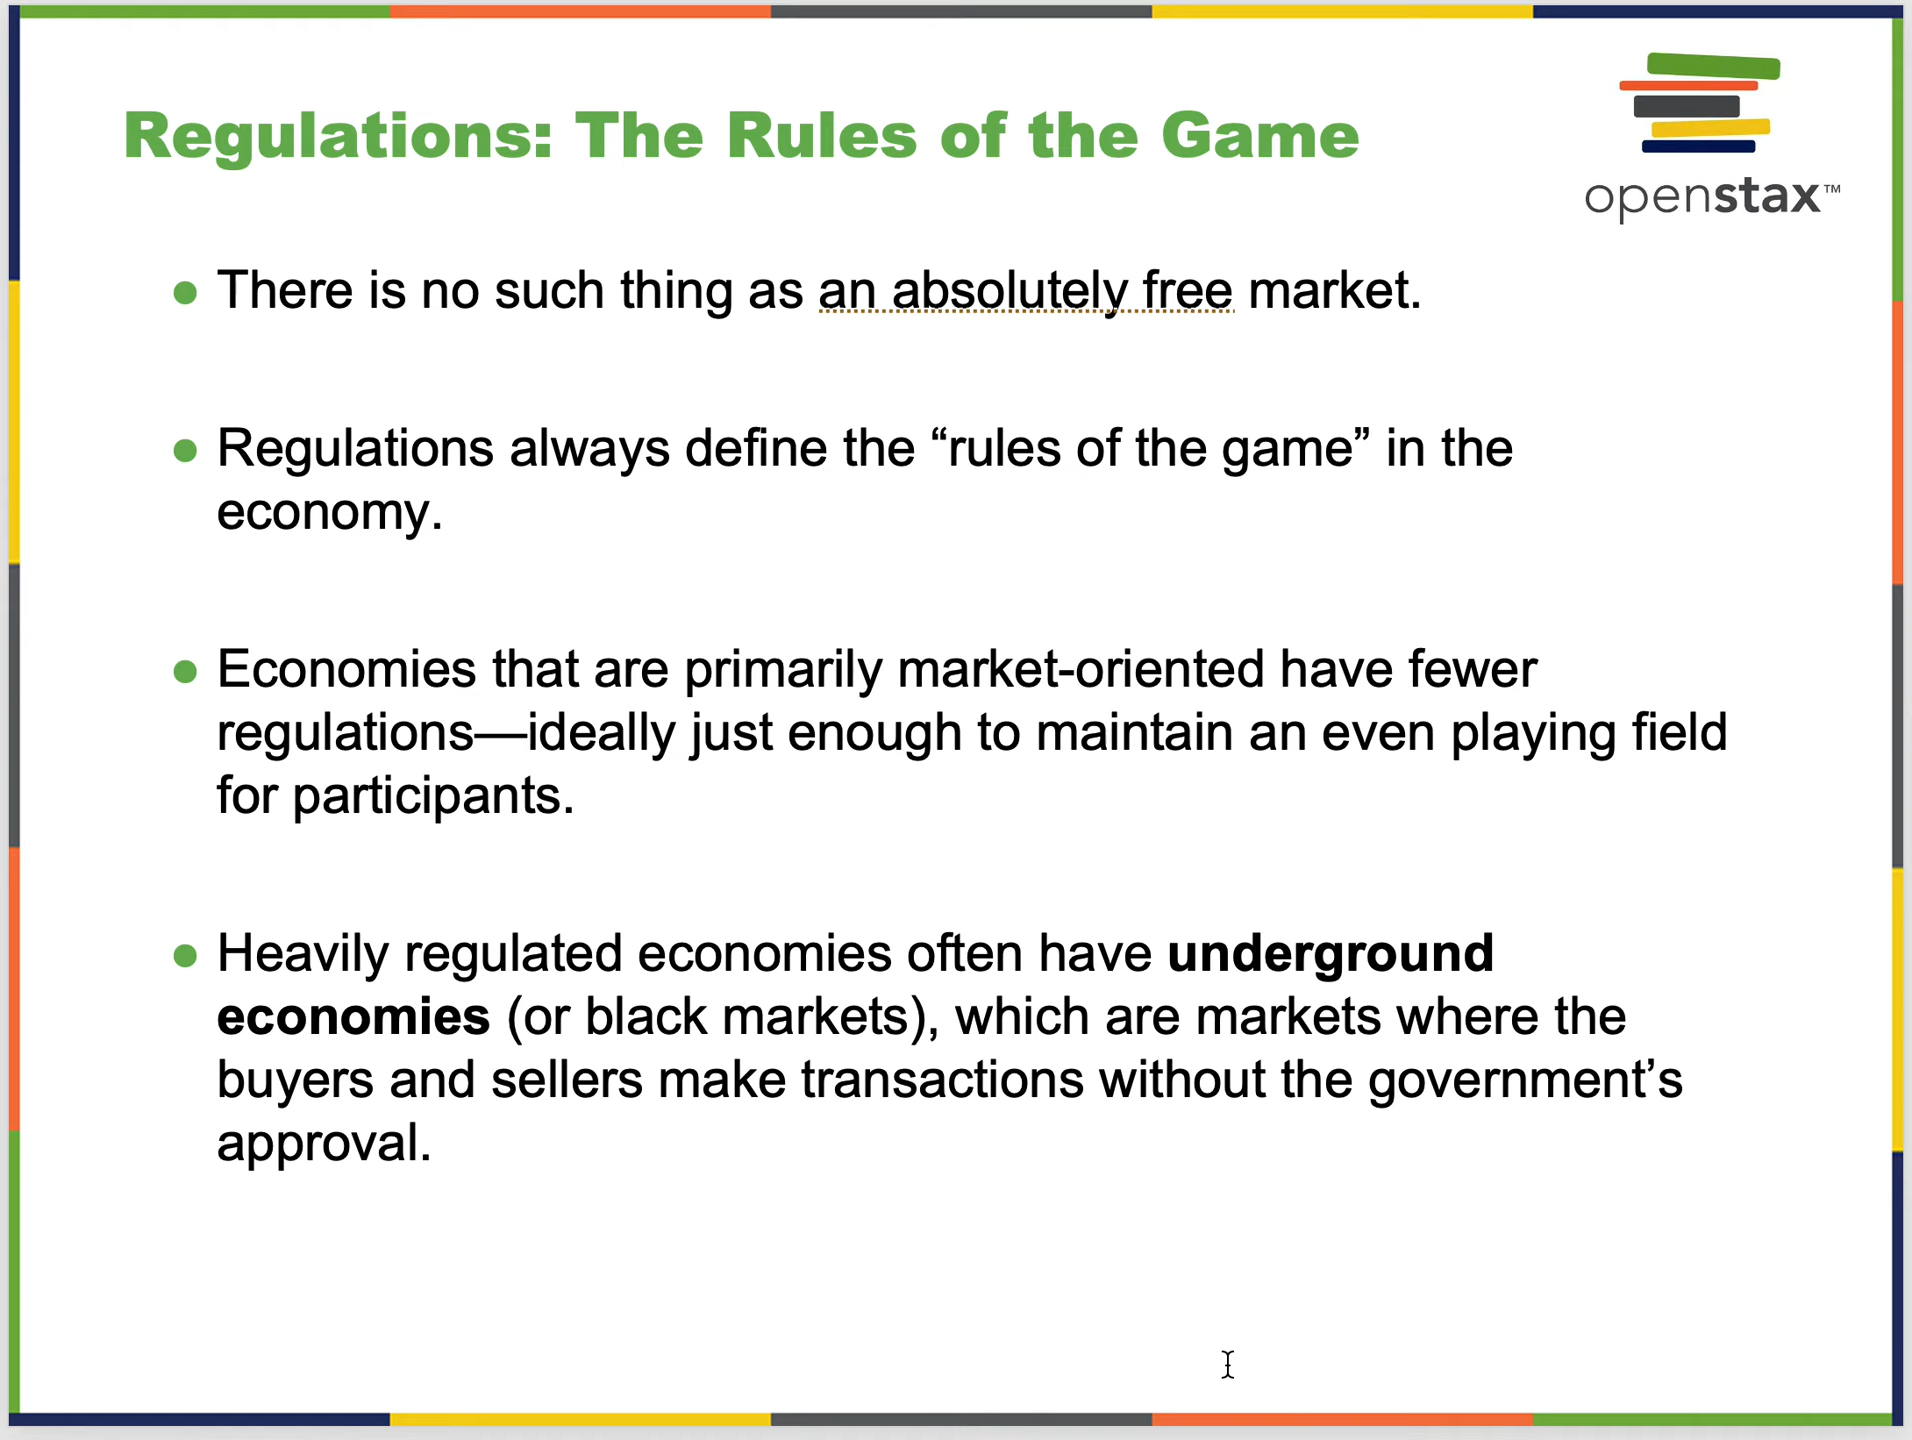 Regulations: The Rules of the Game
openstax™
There is no such thing as an absolutely free market.
Regulations always define the “rules of the game” in the
economy.
Economies that are primarily market-oriented have fewer
regulations—ideally just enough to maintain an even playing field
for participants.
Heavily regulated economies often have underground
economies (or black markets), which are markets where the
buyers and sellers make transactions without the government’s
approval.